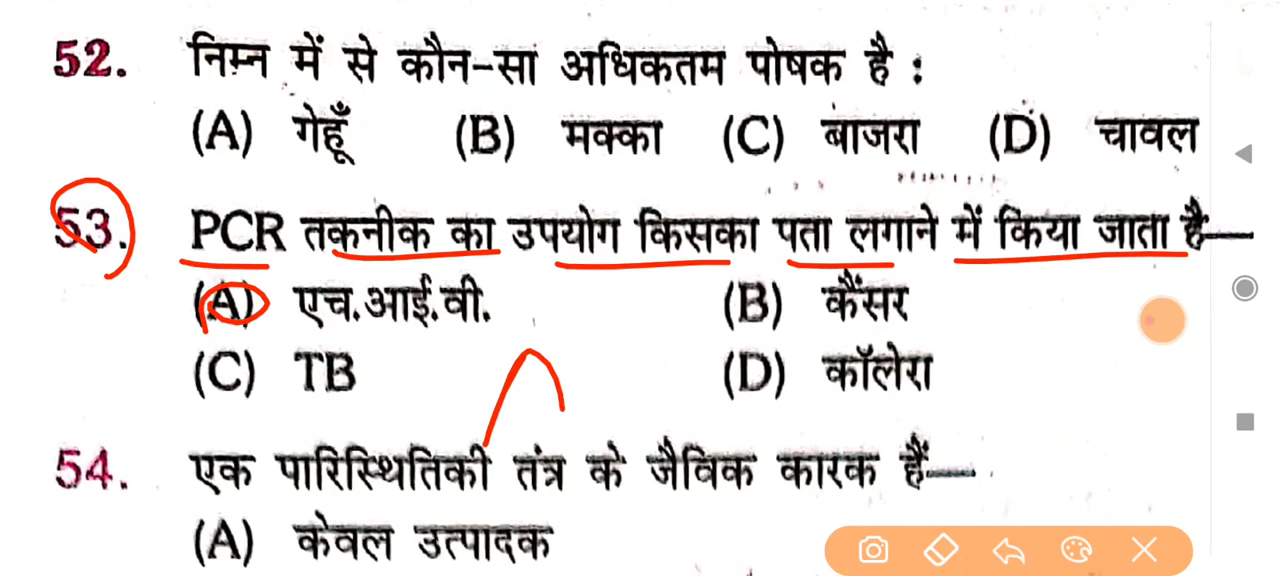 52. निम्न में से कौन-सा अधिकतम पोषक है :
(A) गेहूँ (B) मक्का (C) बाजरा (D) चावल
53. PCR तकनीक का उपयोग किसका पता लगाने में किया जाता है—
(A) एच.आई.वी. (B) कैंसर
(C) TB (D) कॉलेरा
54. एक पारिस्थितिकी तंत्र के जैविक कारक हैं—
(A) केवल उत्पादक